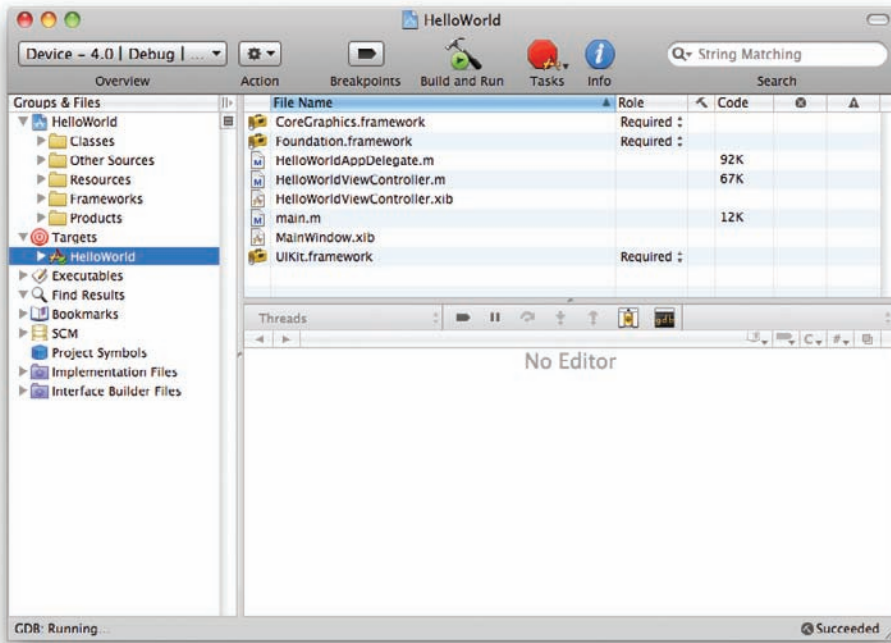 HelloWorld
Device - 4.0 | Debug | ...
Overview
Action
Breakpoints
Build and Run
Tasks
Info
String Matching
Search
Groups & Files
HelloWorld
Classes
Other Sources
Resources
Frameworks
Products
Targets
HelloWorld
Executables
Find Results
Bookmarks
SCM
Project Symbols
Implementation Files
Interface Builder Files
File Name Role Code
CoreGraphics.framework Required
Foundation.framework Required
HelloWorldAppDelegate.m 92K
HelloWorldViewController.m 67K
HelloWorldViewController.xib
main.m 12K
MainWindow.xib
UIKit.framework Required
Threads
gdb
C #
No Editor
GDB: Running...
Succeeded